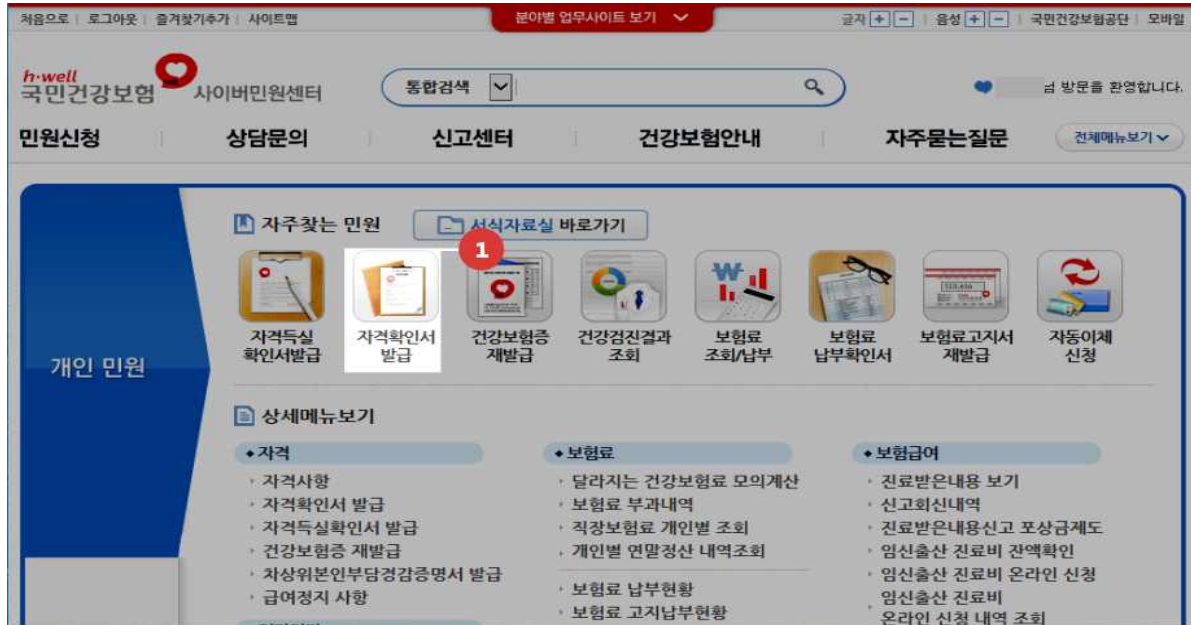 처음으로 | 로그아웃 | 즐겨찾기추가 | 사이트맵
분야별 업무사이트 보기
글자 + - | 음성 + - | 국민건강보험공단 | 모바일
h·well
국민건강보험 사이버민원센터
통합검색
님 방문을 환영합니다.
민원신청 상담문의 신고센터 건강보험안내 자주묻는질문 전체메뉴보기
자주찾는 민원 서식자료실 바로가기
1
자격득실
확인서발급
자격확인서
발급
건강보험증
재발급
건강검진결과
조회
보험료
조회/납부
보험료
납부확인서
보험료고지서
재발급
자동이체
신청
개인 민원
상세메뉴보기
자격
자격사항
자격확인서 발급
자격득실확인서 발급
건강보험증 재발급
차상위본인부담경감증명서 발급
급여정지 사항
보험료
달라지는 건강보험료 모의계산
보험료 부과내역
직장보험료 개인별 조회
개인별 연말정산 내역조회
보험료 납부현황
보험료 고지납부현황
보험급여
진료받은내용 보기
신고회신내역
진료받은내용신고 포상금제도
임신출산 진료비 잔액확인
임신출산 진료비 온라인 신청
임신출산 진료비
온라인 신청 내역 조회